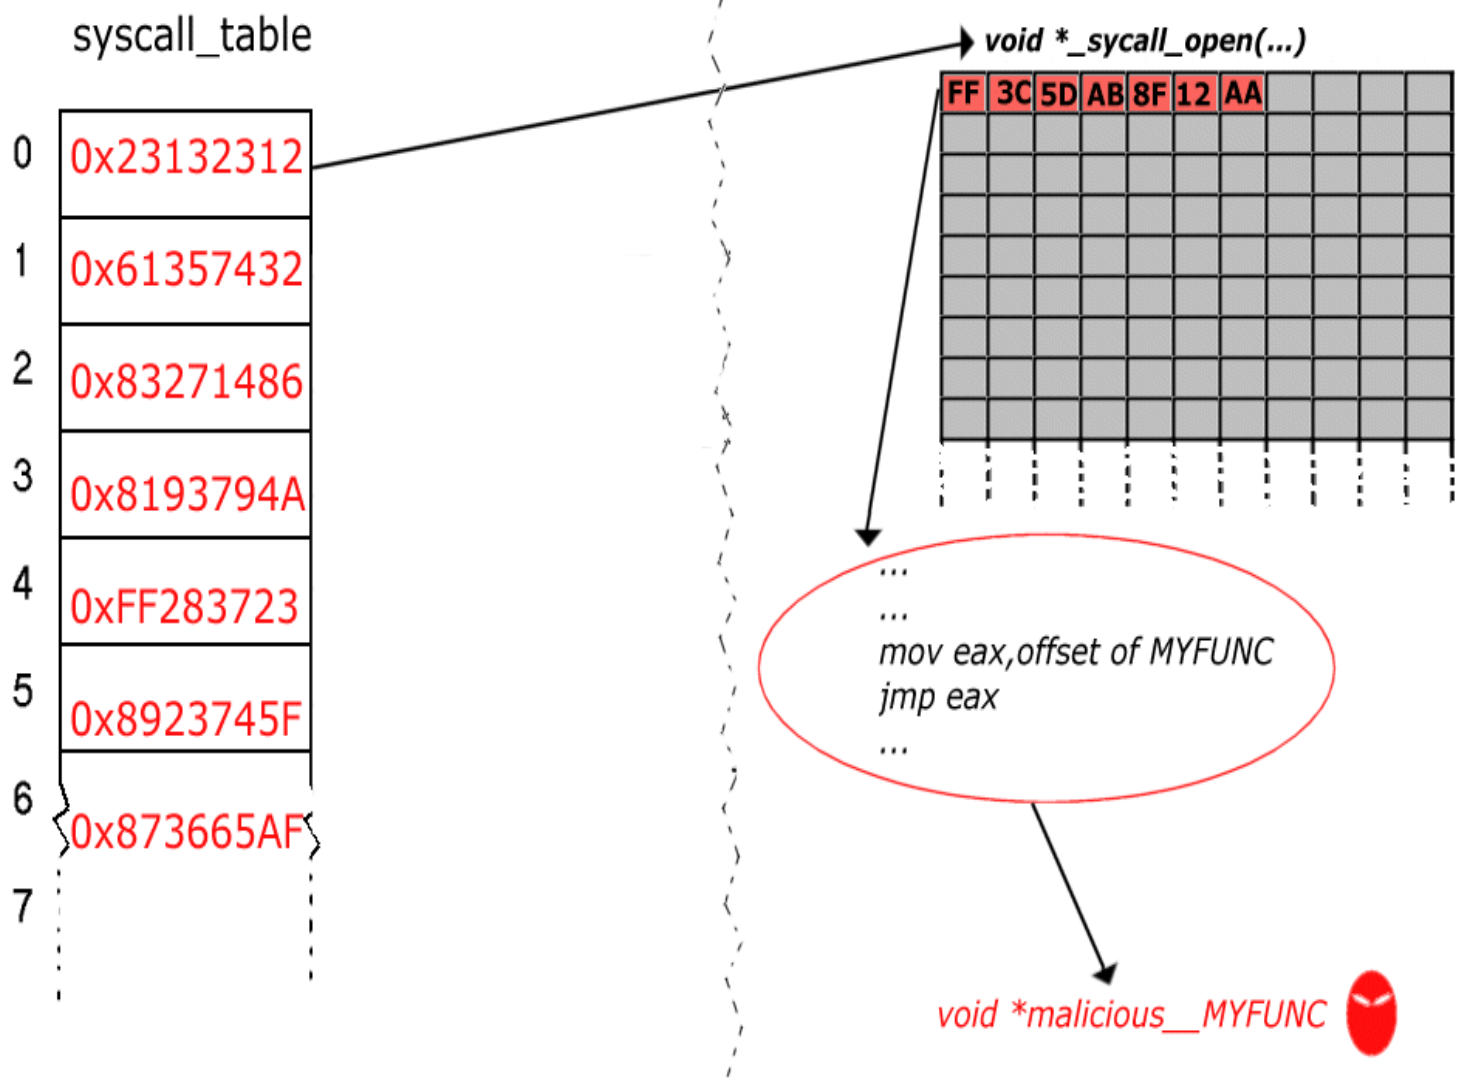 syscall_table
0 0x23132312
1 0x61357432
2 0x83271486
3 0x8193794A
4 0xFF283723
5 0x8923745F
6 0x873665AF
7
void *_sycall_open(...)
FF 3C 5D AB 8F 12 AA
...
...
mov eax,offset of MYFUNC
jmp eax
...
void *malicious__MYFUNC